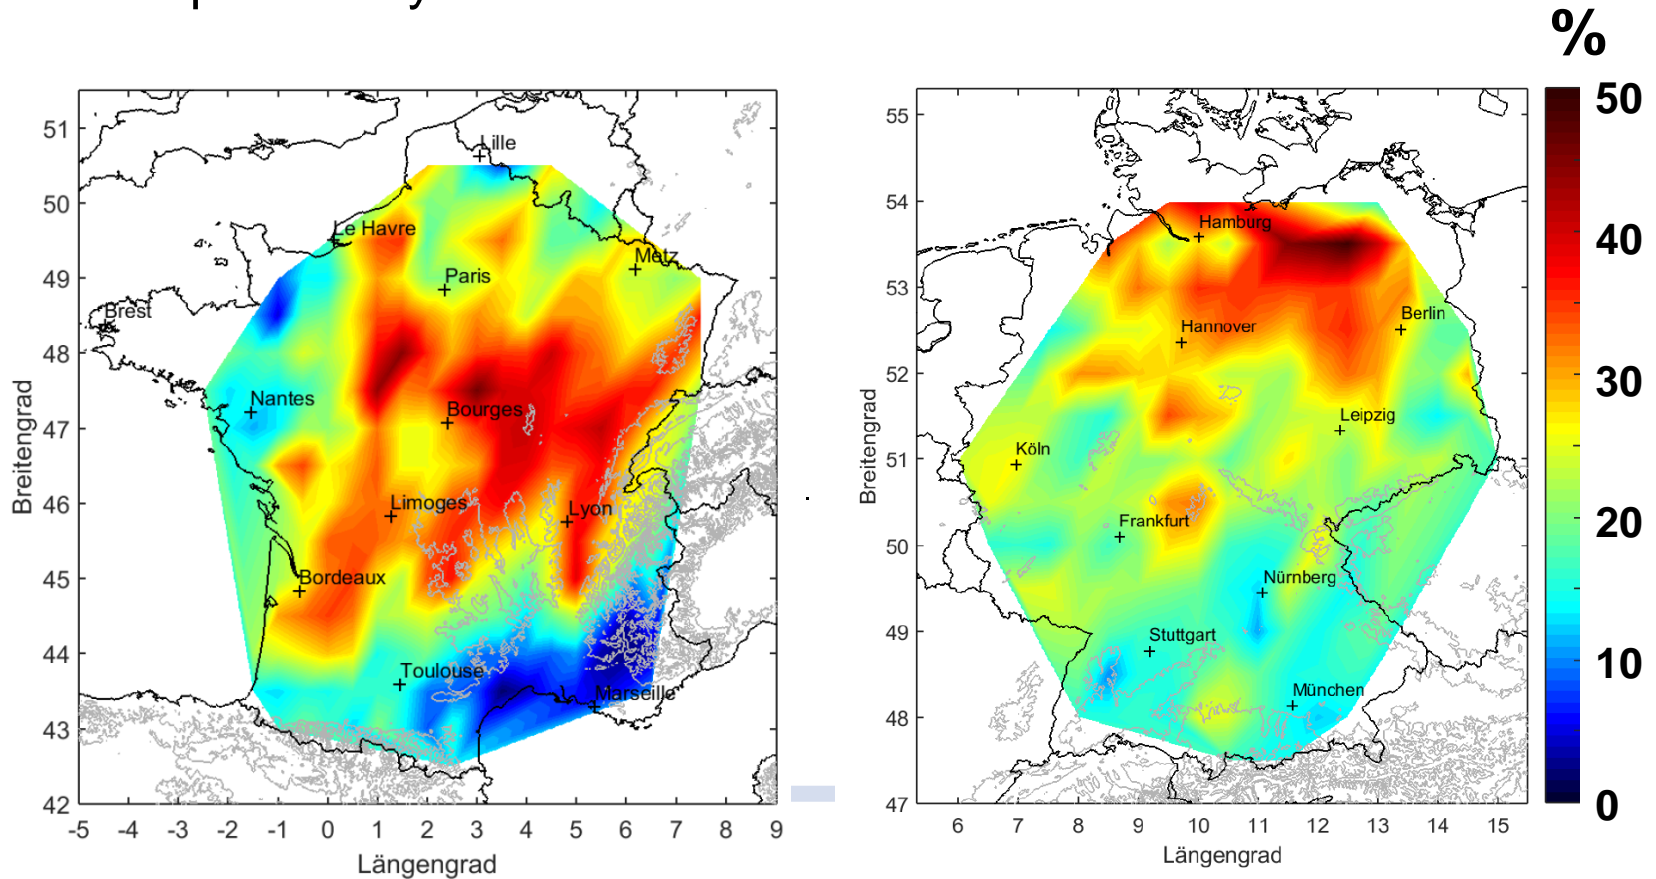 %
51
50
49
48
47
46
45
44
43
42
-5 -4 -3 -2 -1 0 1 2 3 4 5 6 7 8 9
Breitengrad
Längengrad
Lille
Le Havre
Metz
Paris
Brest
Nantes
Bourges
Limoges
Lyon
Bordeaux
Toulouse
Marseille
55
54
53
52
51
50
49
48
47
6 7 8 9 10 11 12 13 14 15
Breitengrad
Längengrad
Hamburg
Berlin
Hannover
Leipzig
Köln
Frankfurt
Nürnberg
Stuttgart
München
50
40
30
20
10
0